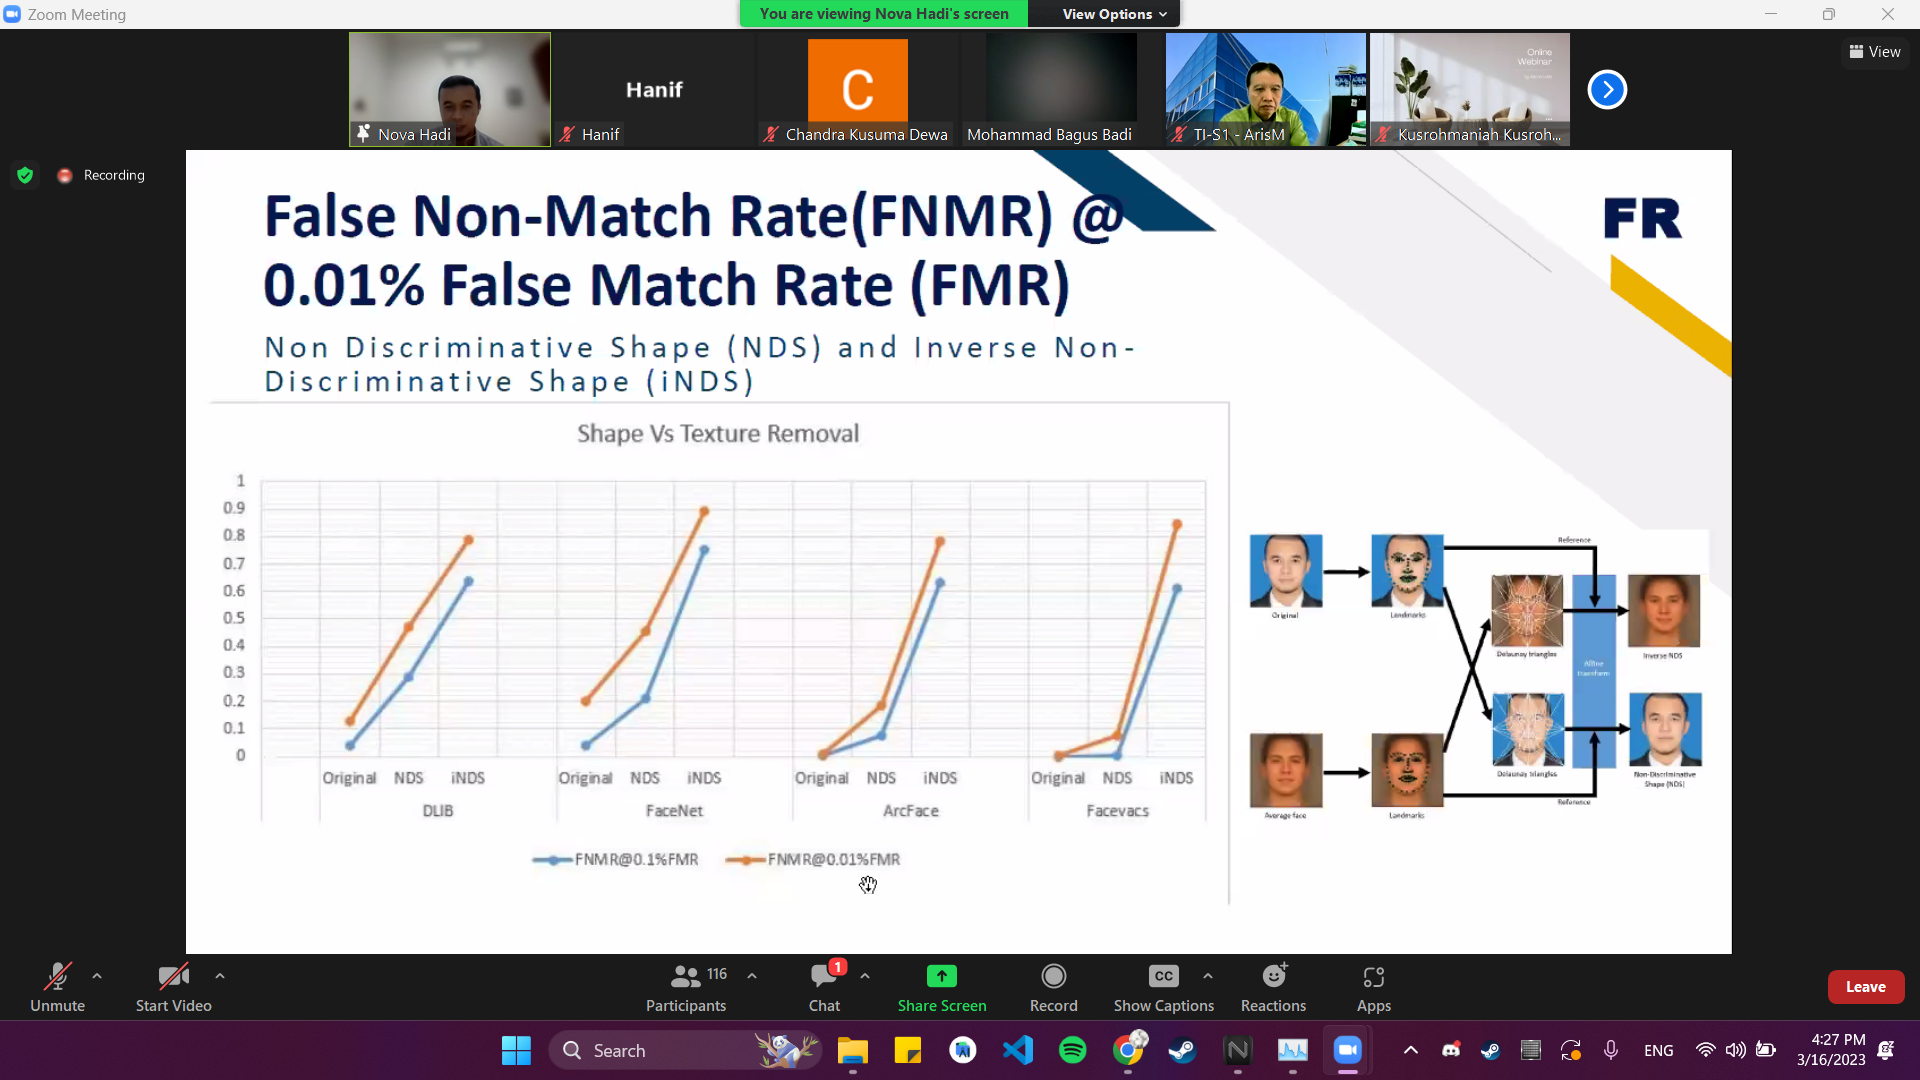 Zoom Meeting
You are viewing Nova Hadi's screen
View Options
View
Nova Hadi
Hanif
Hanif
C
Chandra Kusuma Dewa
Mohammad Bagus Badi
TI-S1 - ArisM
Online
Webinar
Kusrohmaniah Kusroh...
Recording
False Non-Match Rate(FNMR) @
0.01% False Match Rate (FMR)
FR
Non Discriminative Shape (NDS) and Inverse Non-
Discriminative Shape (iNDS)
Shape Vs Texture Removal
1
0.9
0.8
0.7
0.6
0.5
0.4
0.3
0.2
0.1
0
Original NDS iNDS Original NDS iNDS Original NDS iNDS Original NDS iNDS
DLIB FaceNet ArcFace Facevacs
FNMR@0.1%FMR FNMR@0.01%FMR
Reference
Original
Landmarks
Delaunay triangles
Inverse NDS
Affine
transform
Delaunay triangles
Non-Discriminative
Shape (NDS)
Reference
Average face
Landmarks
Unmute
Start Video
116
Participants
1
Chat
Share Screen
Record
CC
Show Captions
Reactions
Apps
Leave
Search
ENG
4:27 PM
3/16/2023